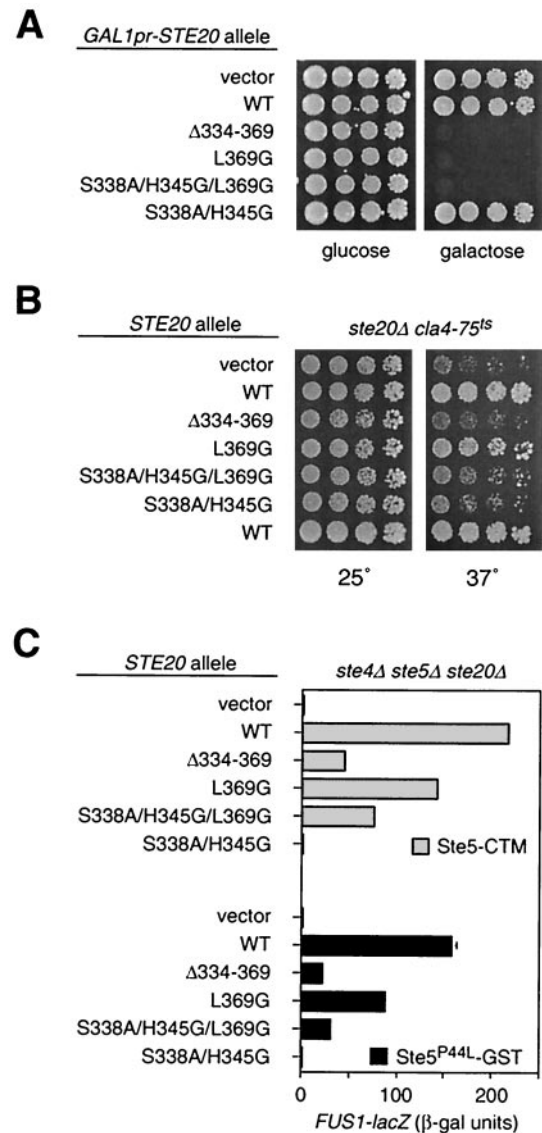 A
GAL1pr-STE20 allele
vector
WT
Δ334-369
L369G
S338A/H345G/L369G
S338A/H345G
glucose
galactose
B
STE20 allele
ste20Δ cla4-75ts
vector
WT
Δ334-369
L369G
S338A/H345G/L369G
S338A/H345G
WT
25°
37°
C
STE20 allele
ste4Δ ste5Δ ste20Δ
vector
WT
Δ334-369
L369G
S338A/H345G/L369G
S338A/H345G
Ste5-CTM
vector
WT
Δ334-369
L369G
S338A/H345G/L369G
S338A/H345G
Ste5P44L-GST
0 100 200
FUS1-lacZ (β-gal units)